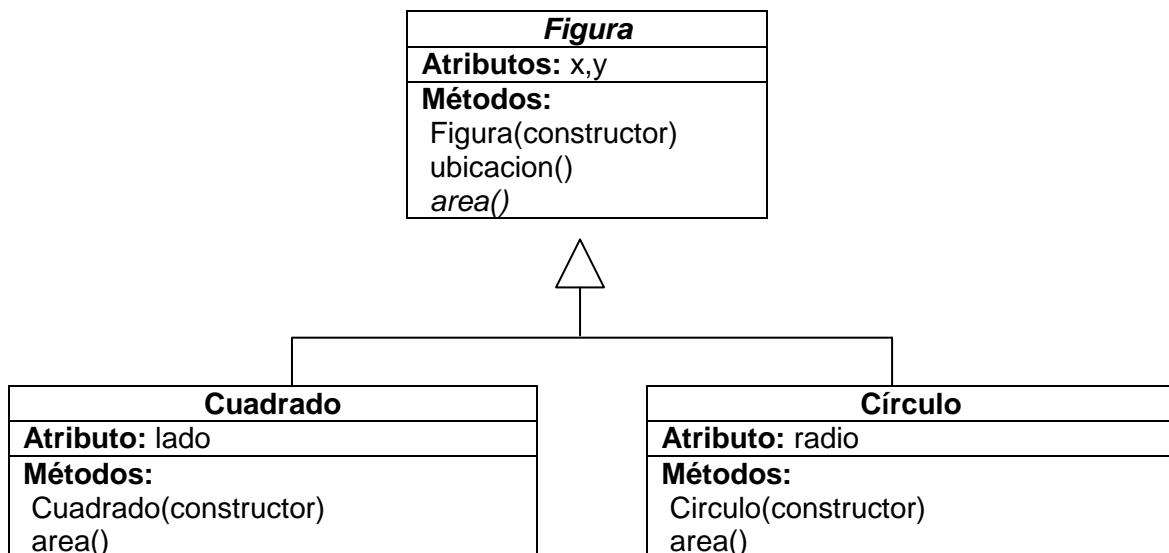 Figura
Atributos: x,y
Métodos:
Figura(constructor)
ubicacion()
area()
Cuadrado
Atributo: lado
Métodos:
Cuadrado(constructor)
area()
Círculo
Atributo: radio
Métodos:
Circulo(constructor)
area()